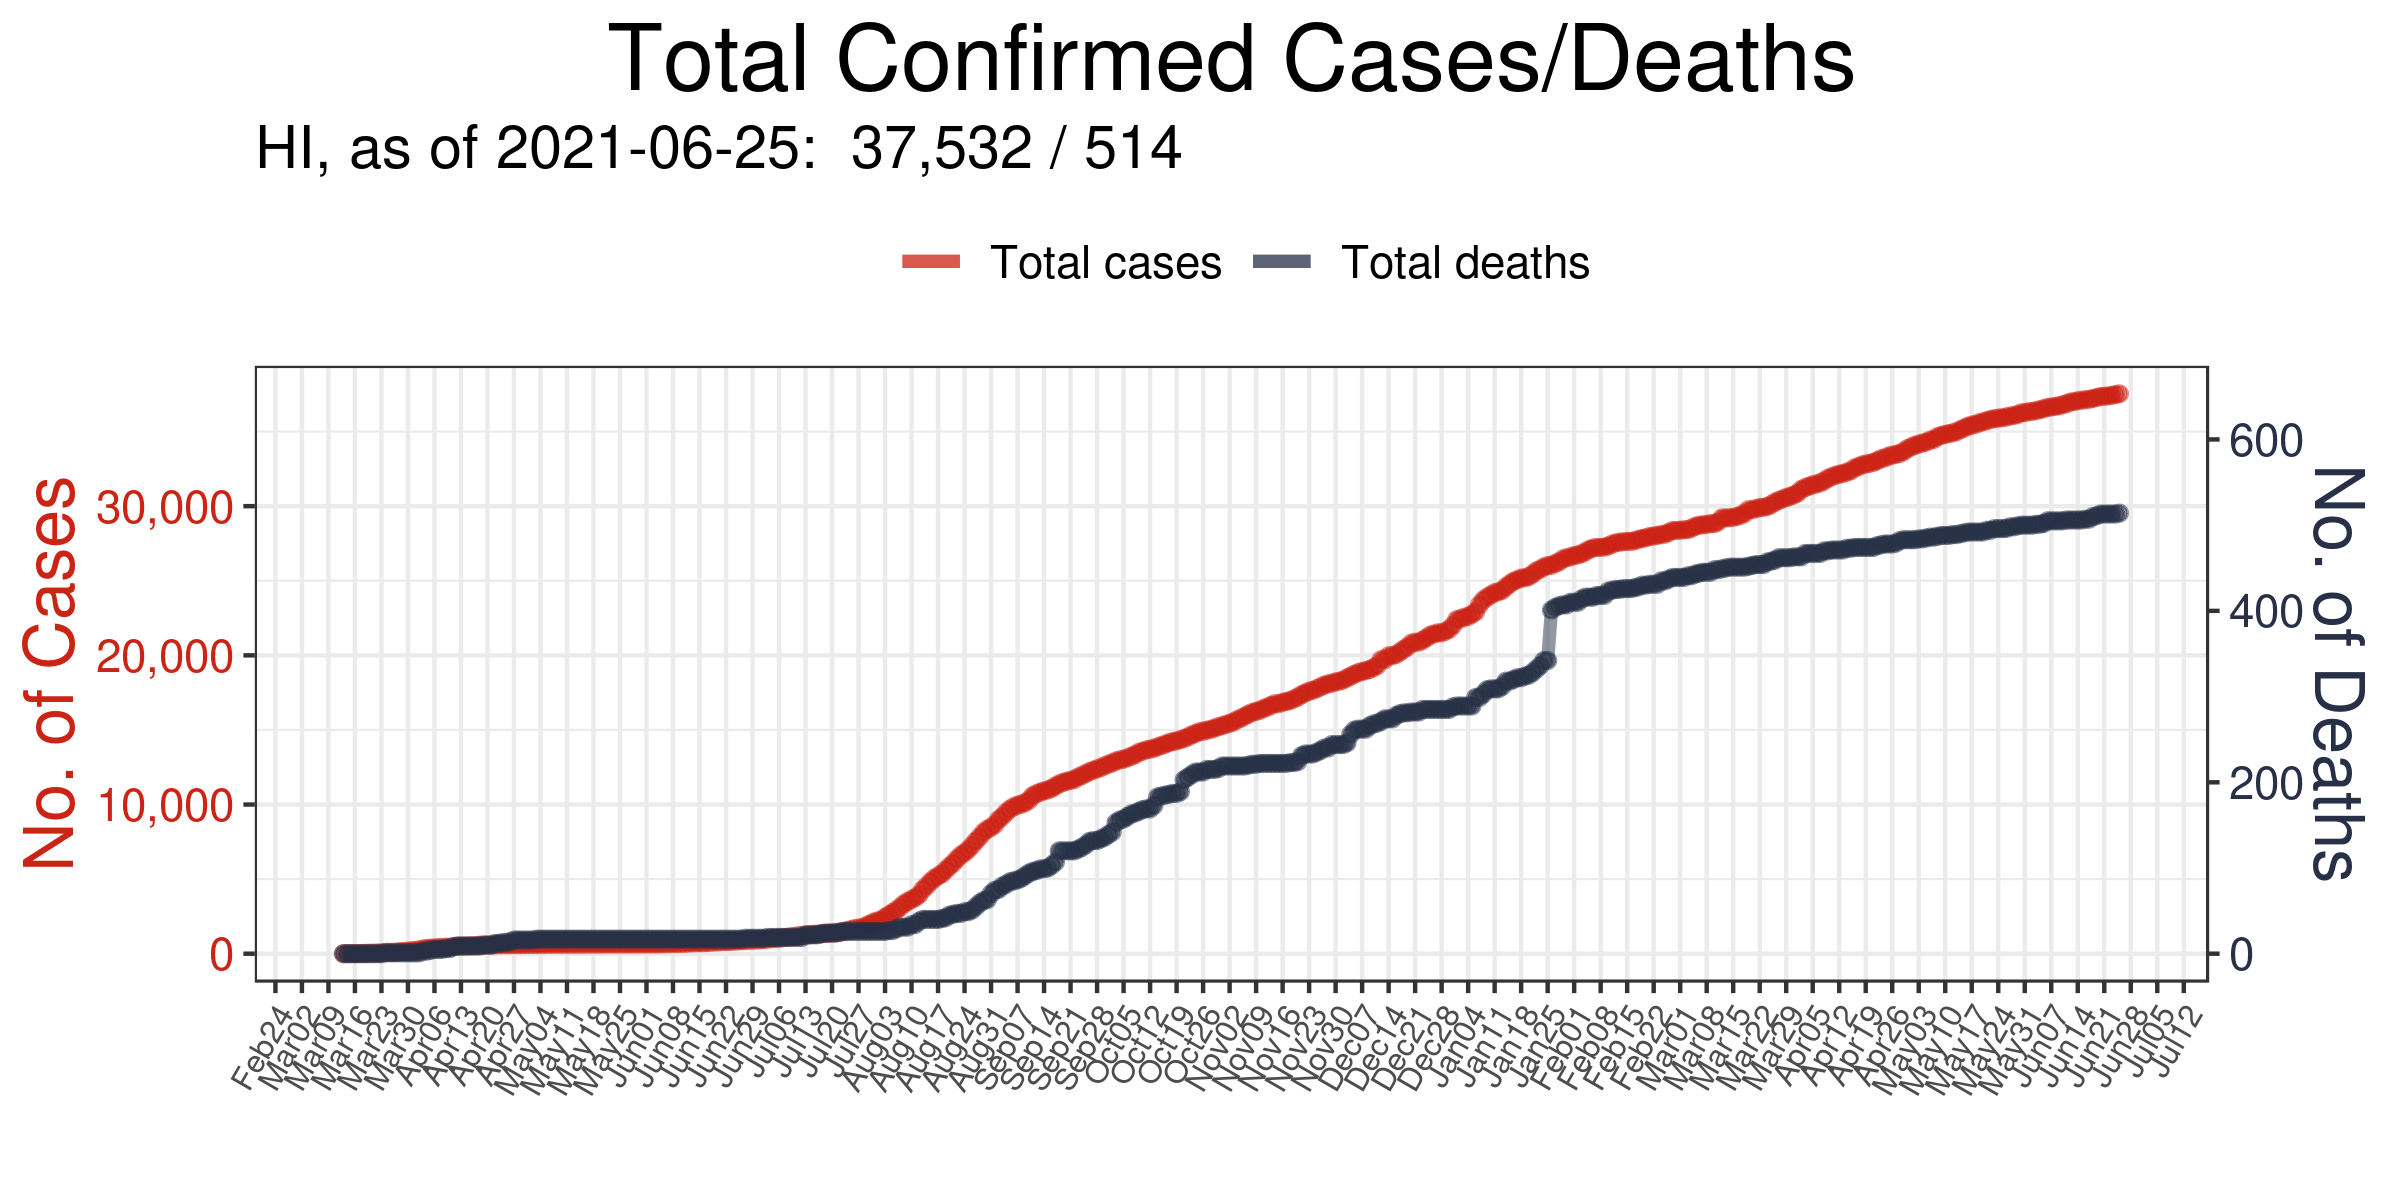 Total Confirmed Cases/Deaths
HI, as of 2021-06-25:  37,532 / 514
Total cases
Total deaths
No. of Cases
30,000
20,000
10,000
0
600
400
200
0
No. of Deaths
Feb24
Mar02
Mar09
Mar16
Mar23
Mar30
Apr06
Apr13
Apr20
Apr27
May04
May11
May18
May25
Jun01
Jun08
Jun15
Jun22
Jun29
Jul06
Jul13
Jul20
Jul27
Aug03
Aug10
Aug17
Aug24
Aug31
Sep07
Sep14
Sep21
Sep28
Oct05
Oct12
Oct19
Oct26
Nov02
Nov09
Nov16
Nov23
Nov30
Dec07
Dec14
Dec21
Dec28
Jan04
Jan11
Jan18
Jan25
Feb01
Feb08
Feb15
Feb22
Mar01
Mar08
Mar15
Mar22
Mar29
Apr05
Apr12
Apr19
Apr26
May03
May10
May17
May24
May31
Jun07
Jun14
Jun21
Jun28
Jul05
Jul12